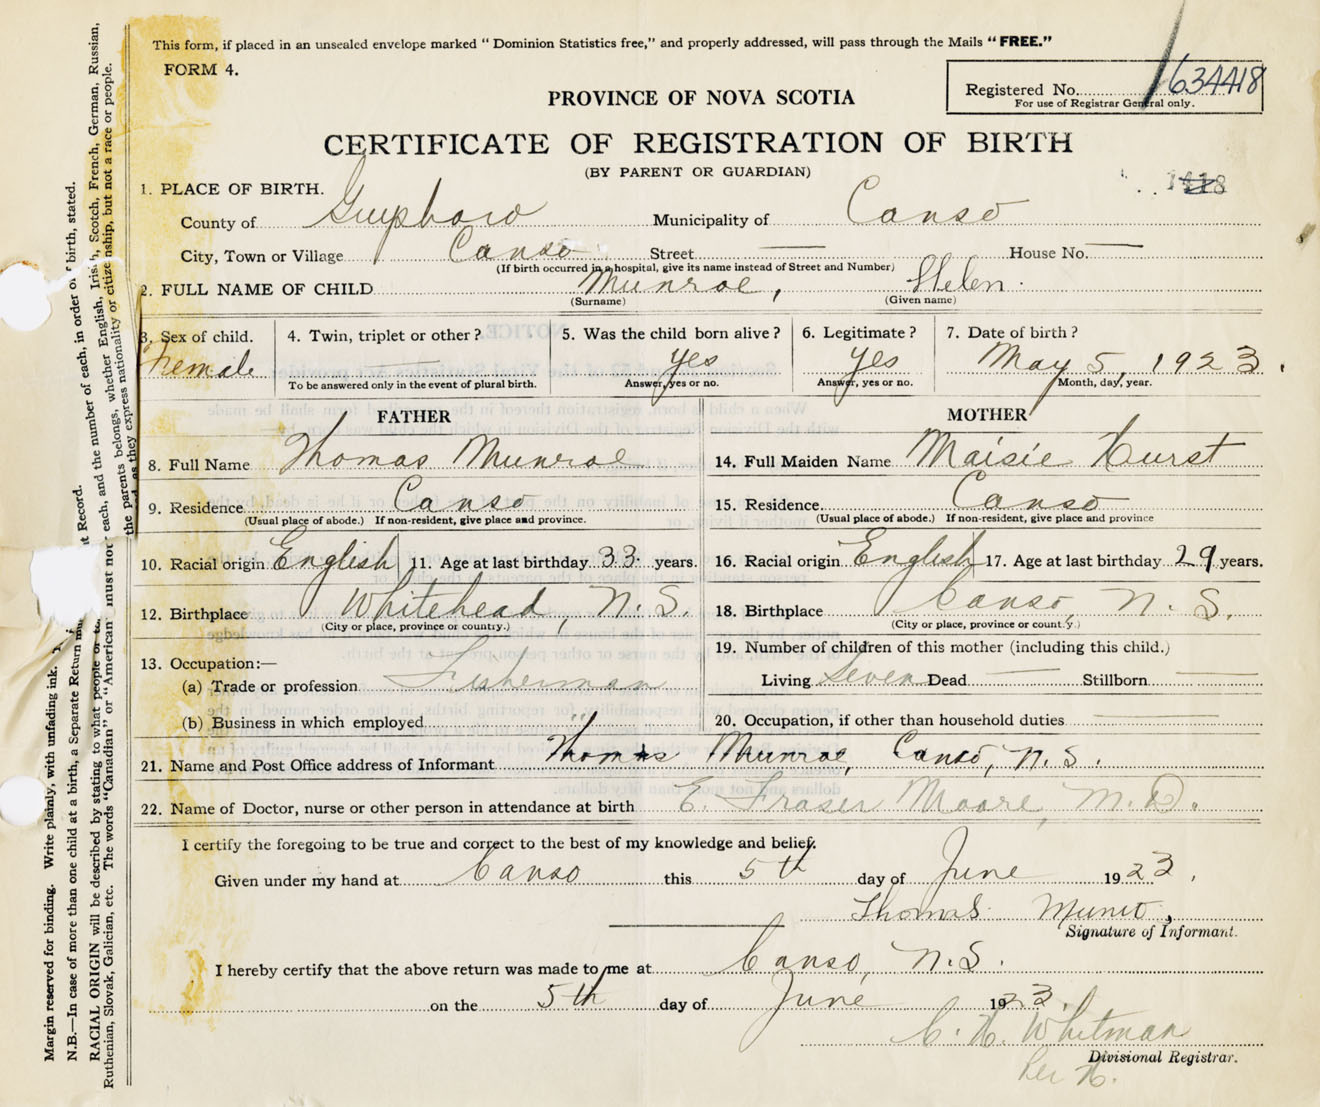 This form, if placed in an unsealed envelope marked "Dominion Statistics free," and properly addressed, will pass through the Mails "FREE."
FORM 4.
Registered No. 1634418
For use of Registrar General only.
PROVINCE OF NOVA SCOTIA
CERTIFICATE OF REGISTRATION OF BIRTH
(BY PARENT OR GUARDIAN)
1. PLACE OF BIRTH.
County of Guysboro Municipality of Canso
City, Town or Village Canso Street — House No. —
(If birth occurred in a hospital, give its name instead of Street and Number)
2. FULL NAME OF CHILD Munroe, Helen.
(Surname) (Given name)
3. Sex of child. 4. Twin, triplet or other? 5. Was the child born alive? 6. Legitimate? 7. Date of birth?
Female — yes yes May 5, 1923.
To be answered only in the event of plural birth. Answer, yes or no. Answer, yes or no. Month, day, year.
FATHER MOTHER
8. Full Name Thomas Munroe 14. Full Maiden Name Maisie Hurst
9. Residence Canso 15. Residence Canso
(Usual place of abode.) If non-resident, give place and province. (Usual place of abode.) If non-resident, give place and province
10. Racial origin English 11. Age at last birthday 33 years. 16. Racial origin English 17. Age at last birthday 29 years.
12. Birthplace Whitehead, N.S. 18. Birthplace Canso, N.S.
(City or place, province or country.) (City or place, province or country.)
13. Occupation:— 19. Number of children of this mother (including this child.)
(a) Trade or profession Fisherman Living Seven Dead — Stillborn —
(b) Business in which employed " 20. Occupation, if other than household duties —
21. Name and Post Office address of Informant Thomas Munroe, Canso, N.S.
22. Name of Doctor, nurse or other person in attendance at birth E. Fraser Moore, M.D.
I certify the foregoing to be true and correct to the best of my knowledge and belief.
Given under my hand at Canso this 5th day of June 1923.
Thomas Munro,
Signature of Informant.
I hereby certify that the above return was made to me at Canso, N.S.
on the 5th day of June 1923.
C. H. Whitman
Divisional Registrar.
Margin reserved for binding. Write plainly, with unfading ink.
N.B.—In case of more than one child at a birth, a Separate Return each, and the number of each, in order of birth, stated.
RACIAL ORIGIN will be described by stating to what people or the parents belongs, whether English, Irish, Scotch, French, German, Russian,
Ruthenian, Slovak, Galician, etc. The words "Canadian" or "American" must not as they express nationality or citizenship, but not a race or people.